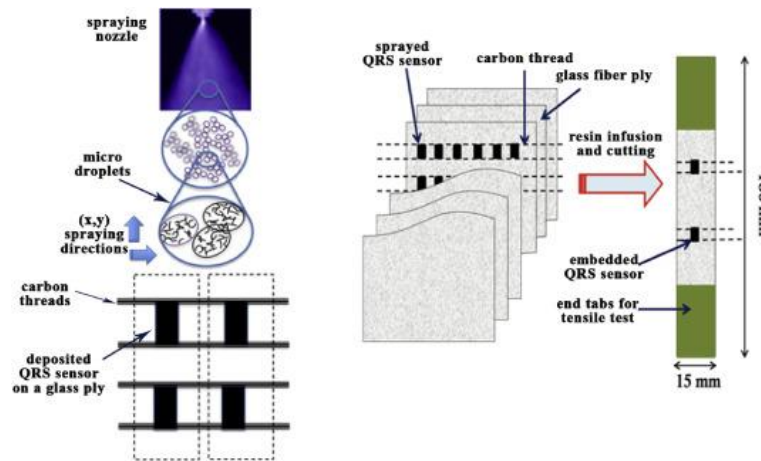 spraying
nozzle
micro
droplets
(x,y)
spraying
directions
carbon
threads
deposited
QRS sensor
on a glass ply
sprayed
QRS sensor
carbon thread
glass fiber ply
resin infusion
and cutting
embedded
QRS sensor
end tabs for
tensile test
15 mm